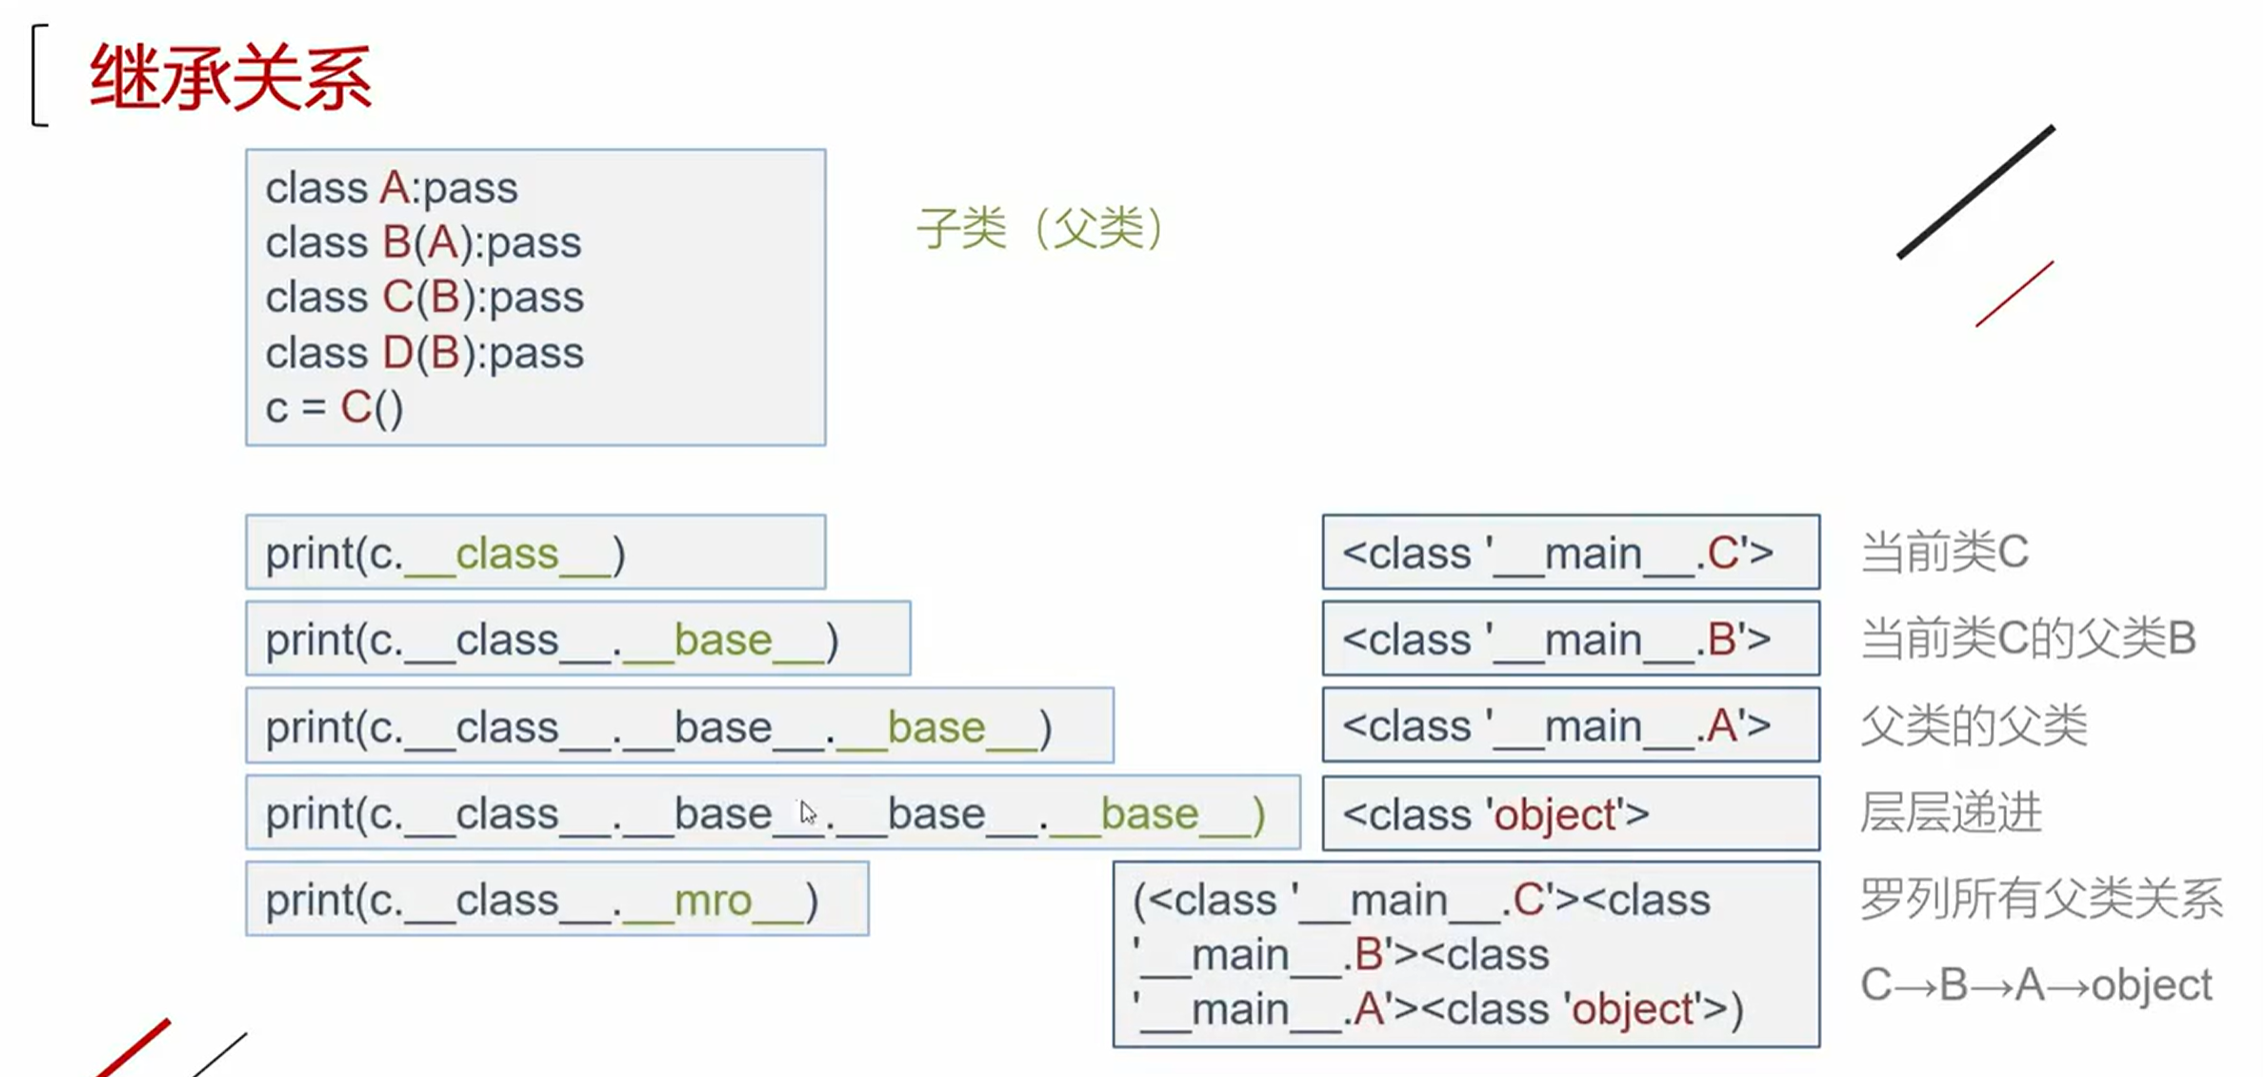 继承关系
class A:pass
class B(A):pass
class C(B):pass
class D(B):pass
c = C()
子类（父类）
print(c.__class__)
<class '__main__.C'>
当前类C
print(c.__class__.__base__)
<class '__main__.B'>
当前类C的父类B
print(c.__class__.__base__.__base__)
<class '__main__.A'>
父类的父类
print(c.__class__.__base__.__base__.__base__)
<class 'object'>
层层递进
print(c.__class__.__mro__)
(<class '__main__.C'><class
'__main__.B'><class
'__main__.A'><class 'object'>)
罗列所有父类关系
C→B→A→object